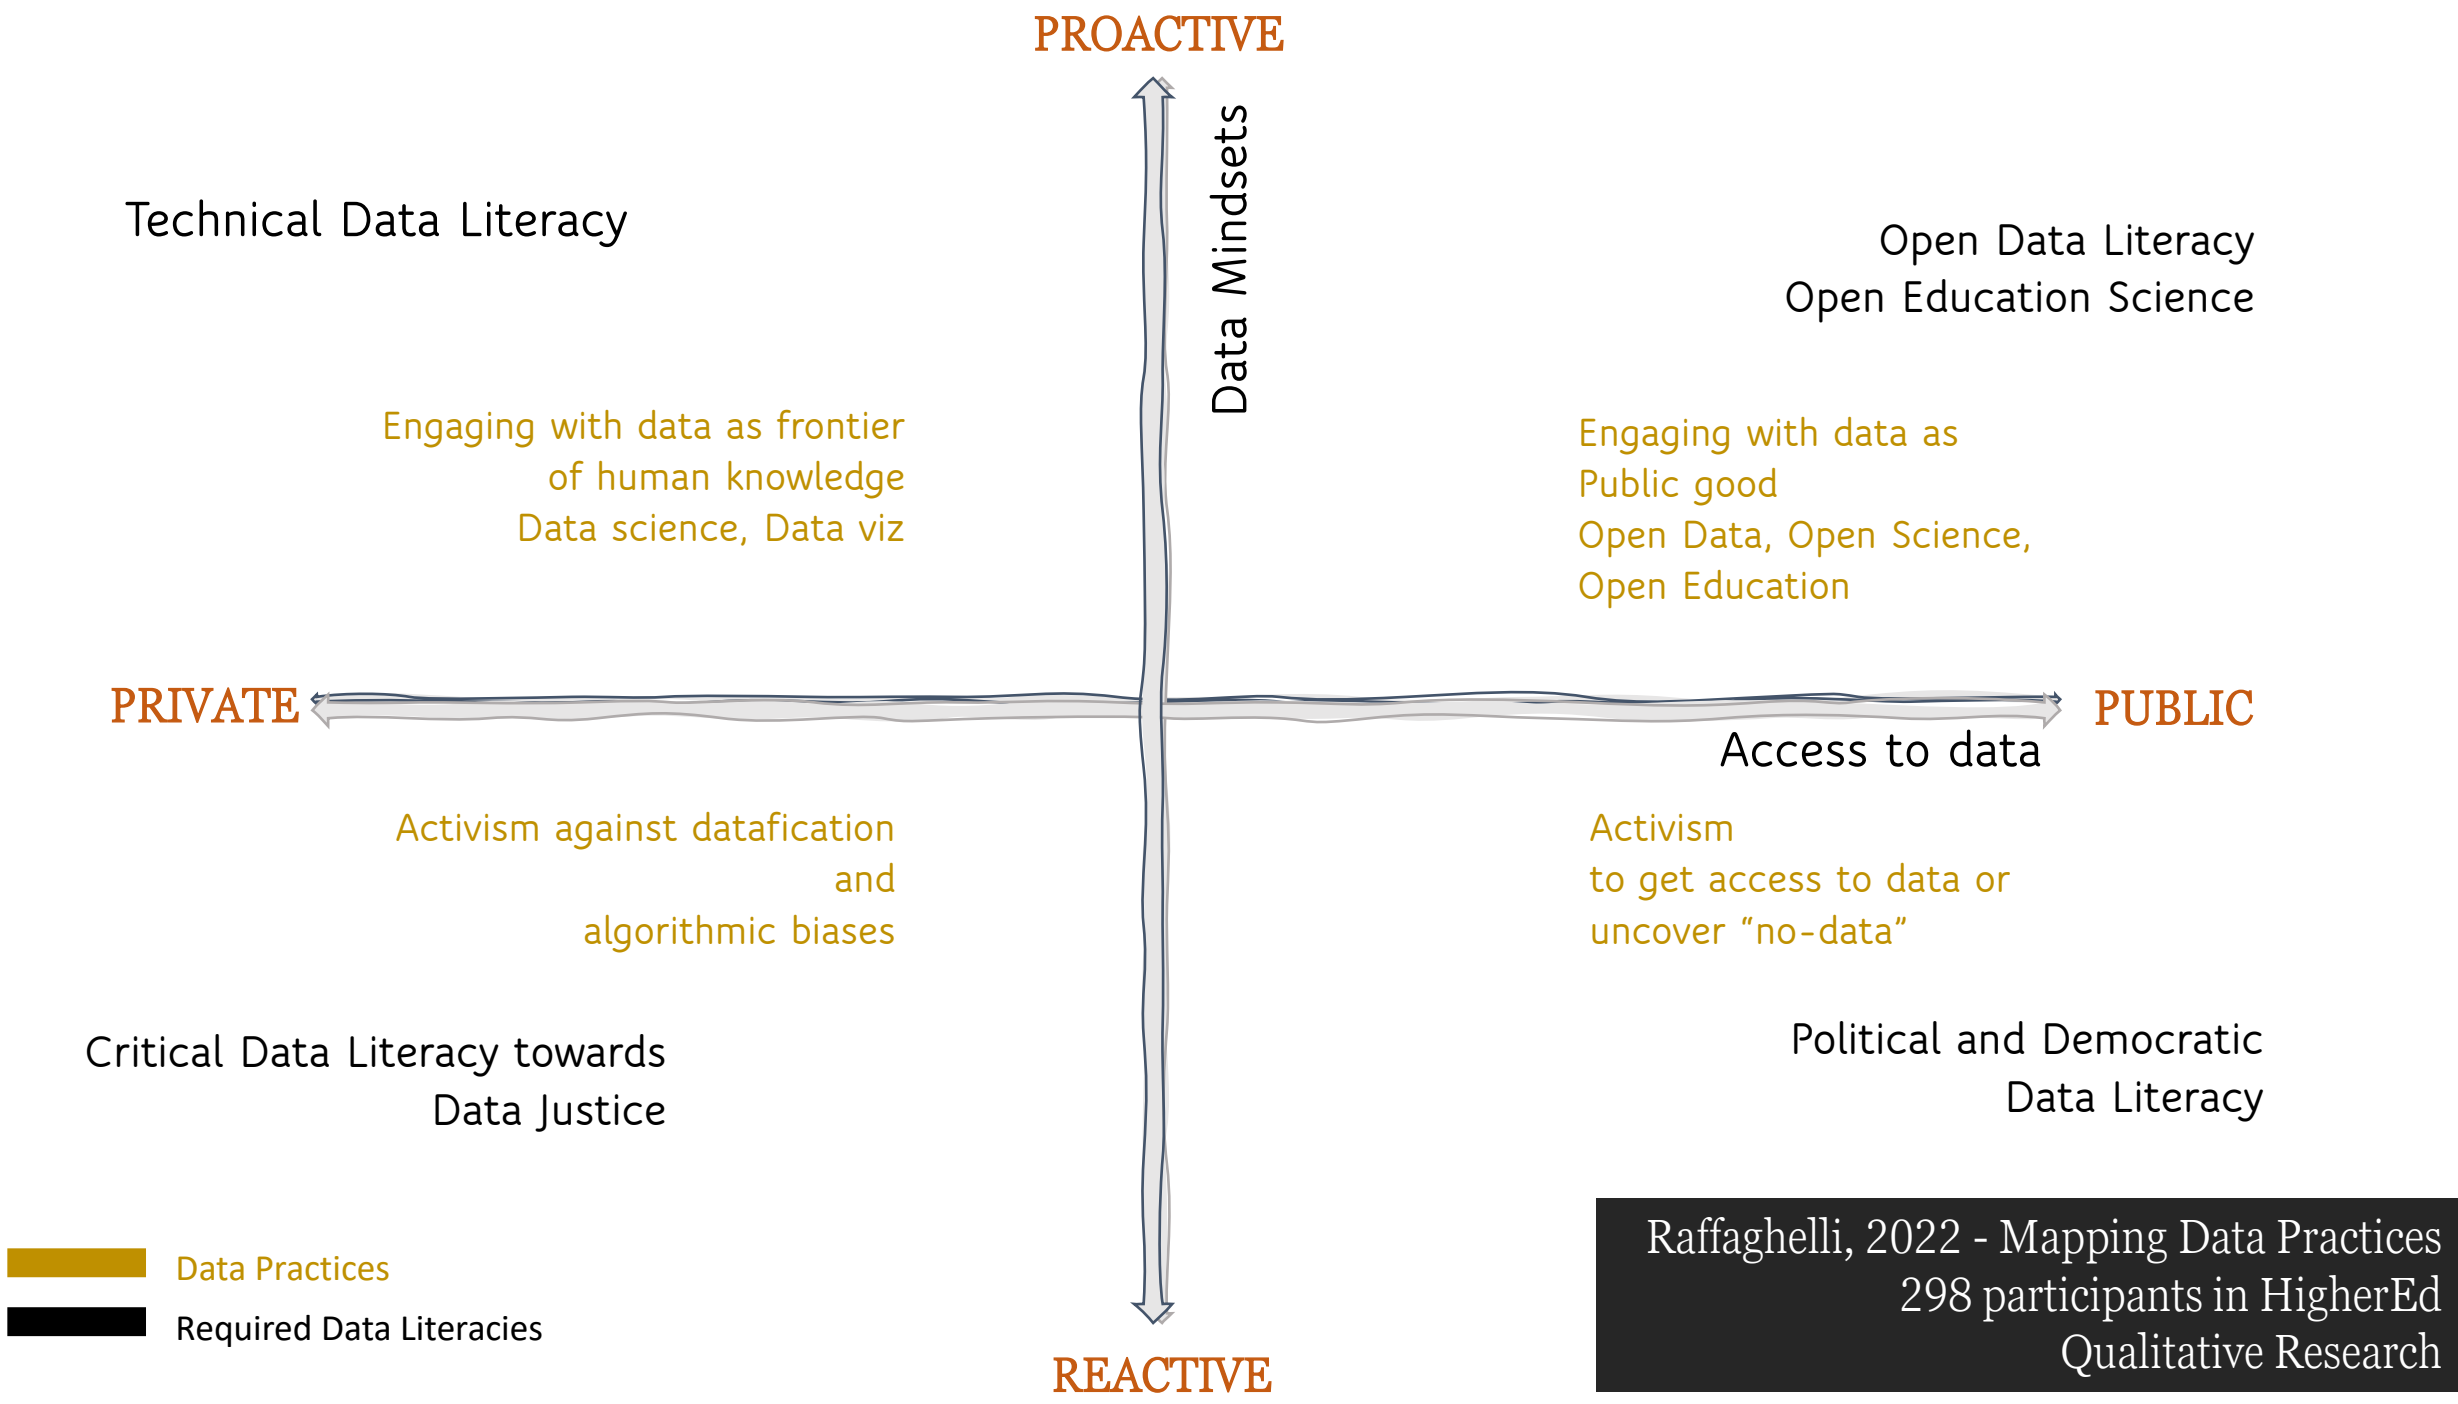 PROACTIVE
Data Mindsets
Technical Data Literacy
Open Data Literacy
Open Education Science
Engaging with data as frontier
of human knowledge
Data science, Data viz
Engaging with data as
Public good
Open Data, Open Science,
Open Education
PRIVATE
PUBLIC
Access to data
Activism against datafication
and
algorithmic biases
Activism
to get access to data or
uncover “no-data”
Critical Data Literacy towards
Data Justice
Political and Democratic
Data Literacy
Data Practices
Required Data Literacies
REACTIVE
Raffaghelli, 2022 - Mapping Data Practices
298 participants in HigherEd
Qualitative Research